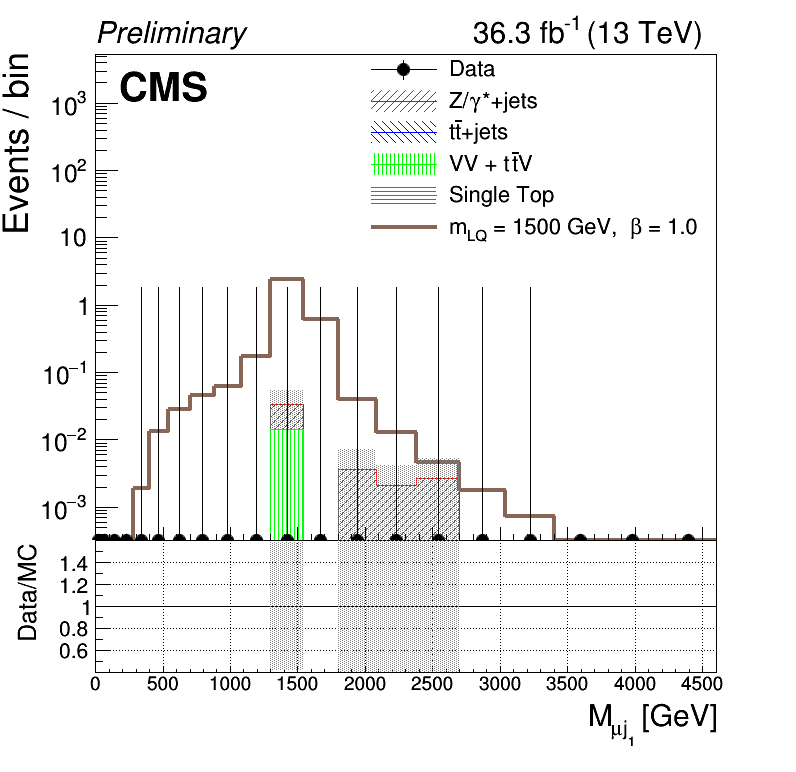 Preliminary 36.3 fb⁻¹ (13 TeV)
CMS
Events / bin
10³
10²
10
1
10⁻¹
10⁻²
10⁻³
Data
Z/γ*+jets
tt̄+jets
VV + tt̄V
Single Top
m_LQ = 1500 GeV, β = 1.0
Data/MC
1.4
1.2
1
0.8
0.6
0 500 1000 1500 2000 2500 3000 3500 4000 4500
M_μj₁ [GeV]